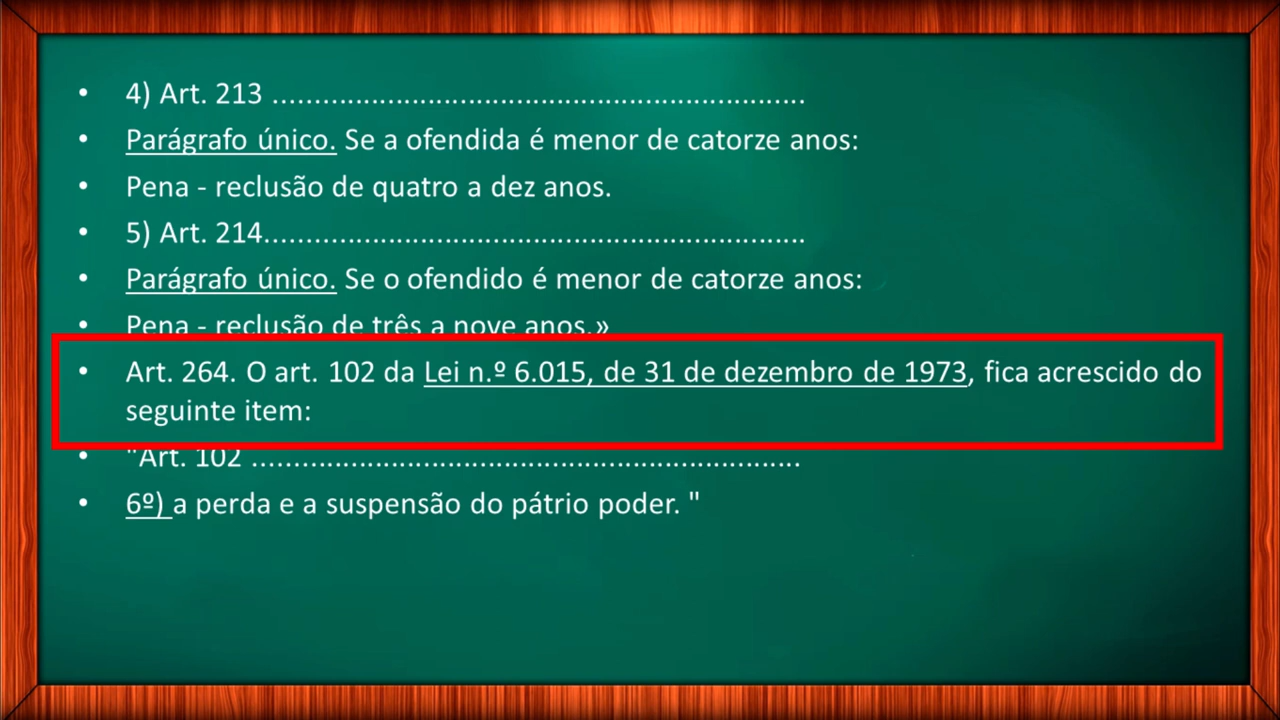 • 4) Art. 213 ................................................................
• Parágrafo único. Se a ofendida é menor de catorze anos:
• Pena - reclusão de quatro a dez anos.
• 5) Art. 214.................................................................
• Parágrafo único. Se o ofendido é menor de catorze anos:
• Pena - reclusão de três a nove anos.»
• Art. 264. O art. 102 da Lei n.º 6.015, de 31 de dezembro de 1973, fica acrescido do
seguinte item:
• "Art. 102 ..................................................................
• 6º) a perda e a suspensão do pátrio poder. "